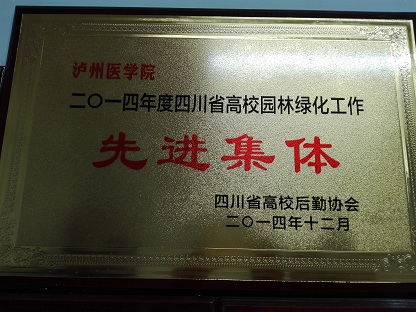 泸州医学院
二〇一四年度四川省高校园林绿化工作
先进集体
四川省高校后勤协会
二〇一四年十二月